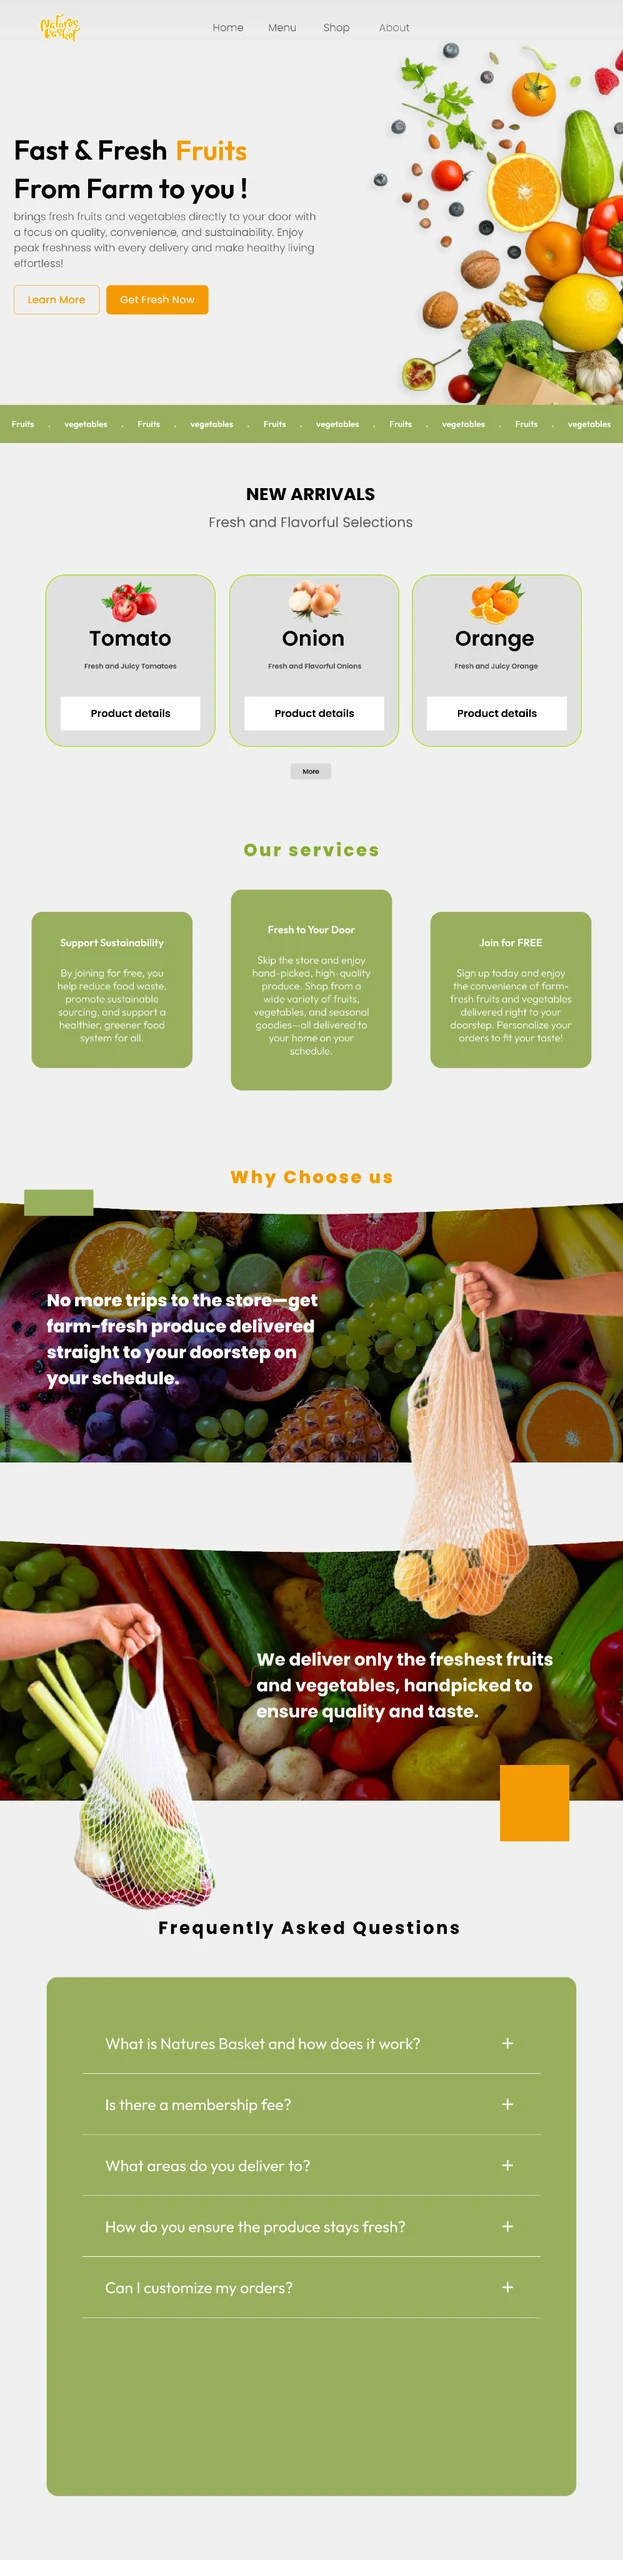 Natures
Basket
Home Menu Shop About
Fast & Fresh Fruits
From Farm to you !
brings fresh fruits and vegetables directly to your door with
a focus on quality, convenience, and sustainability. Enjoy
peak freshness with every delivery and make healthy living
effortless!
Learn More Get Fresh Now
Fruits . vegetables . Fruits . vegetables . Fruits . vegetables . Fruits . vegetables . Fruits . vegetables
NEW ARRIVALS
Fresh and Flavorful Selections
Tomato
Fresh and Juicy Tomatoes
Product details
Onion
Fresh and Flavorful Onions
Product details
Orange
Fresh and Juicy Orange
Product details
More
Our services
Support Sustainability
By joining for free, you
help reduce food waste,
promote sustainable
sourcing, and support a
healthier, greener food
system for all.
Fresh to Your Door
Skip the store and enjoy
hand-picked, high-quality
produce. Shop from a
wide variety of fruits,
vegetables, and seasonal
goodies—all delivered to
your home on your
schedule.
Join for FREE
Sign up today and enjoy
the convenience of farm-
fresh fruits and vegetables
delivered right to your
doorstep. Personalize your
orders to fit your taste!
Why Choose us
No more trips to the store—get
farm-fresh produce delivered
straight to your doorstep on
your schedule.
We deliver only the freshest fruits
and vegetables, handpicked to
ensure quality and taste.
Frequently Asked Questions
What is Natures Basket and how does it work? +
Is there a membership fee? +
What areas do you deliver to? +
How do you ensure the produce stays fresh? +
Can I customize my orders? +